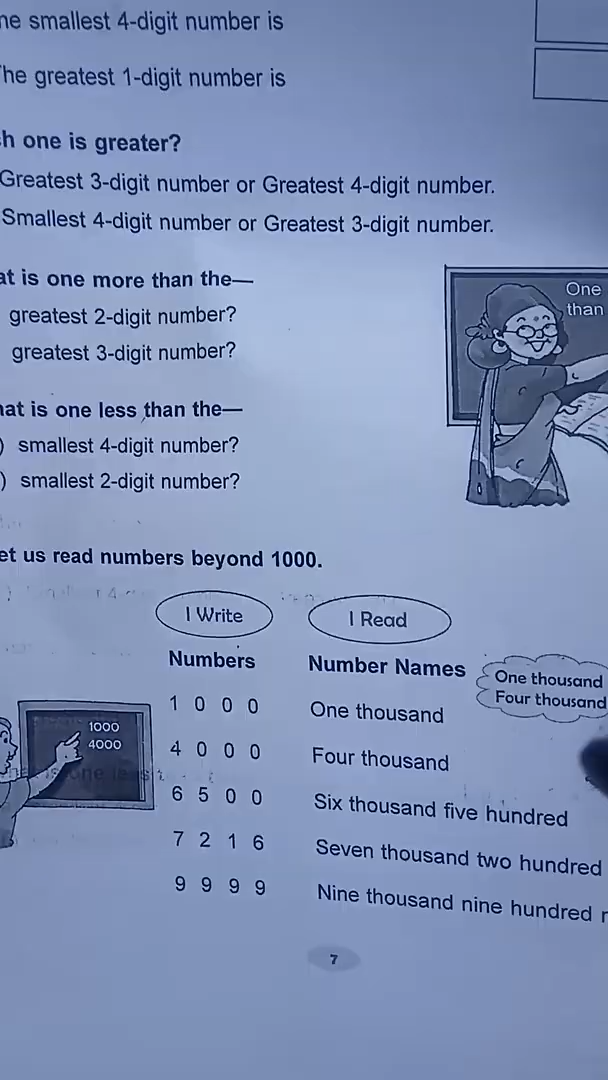 ne smallest 4-digit number is
The greatest 1-digit number is
h one is greater?
Greatest 3-digit number or Greatest 4-digit number.
Smallest 4-digit number or Greatest 3-digit number.
at is one more than the—
greatest 2-digit number?
greatest 3-digit number?
One
than
hat is one less than the—
) smallest 4-digit number?
) smallest 2-digit number?
et us read numbers beyond 1000.
I Write I Read
Numbers Number Names
One thousand
Four thousand
1 0 0 0 One thousand
1000
4000
4 0 0 0 Four thousand
6 5 0 0 Six thousand five hundred
7 2 1 6 Seven thousand two hundred
9 9 9 9 Nine thousand nine hundred
7